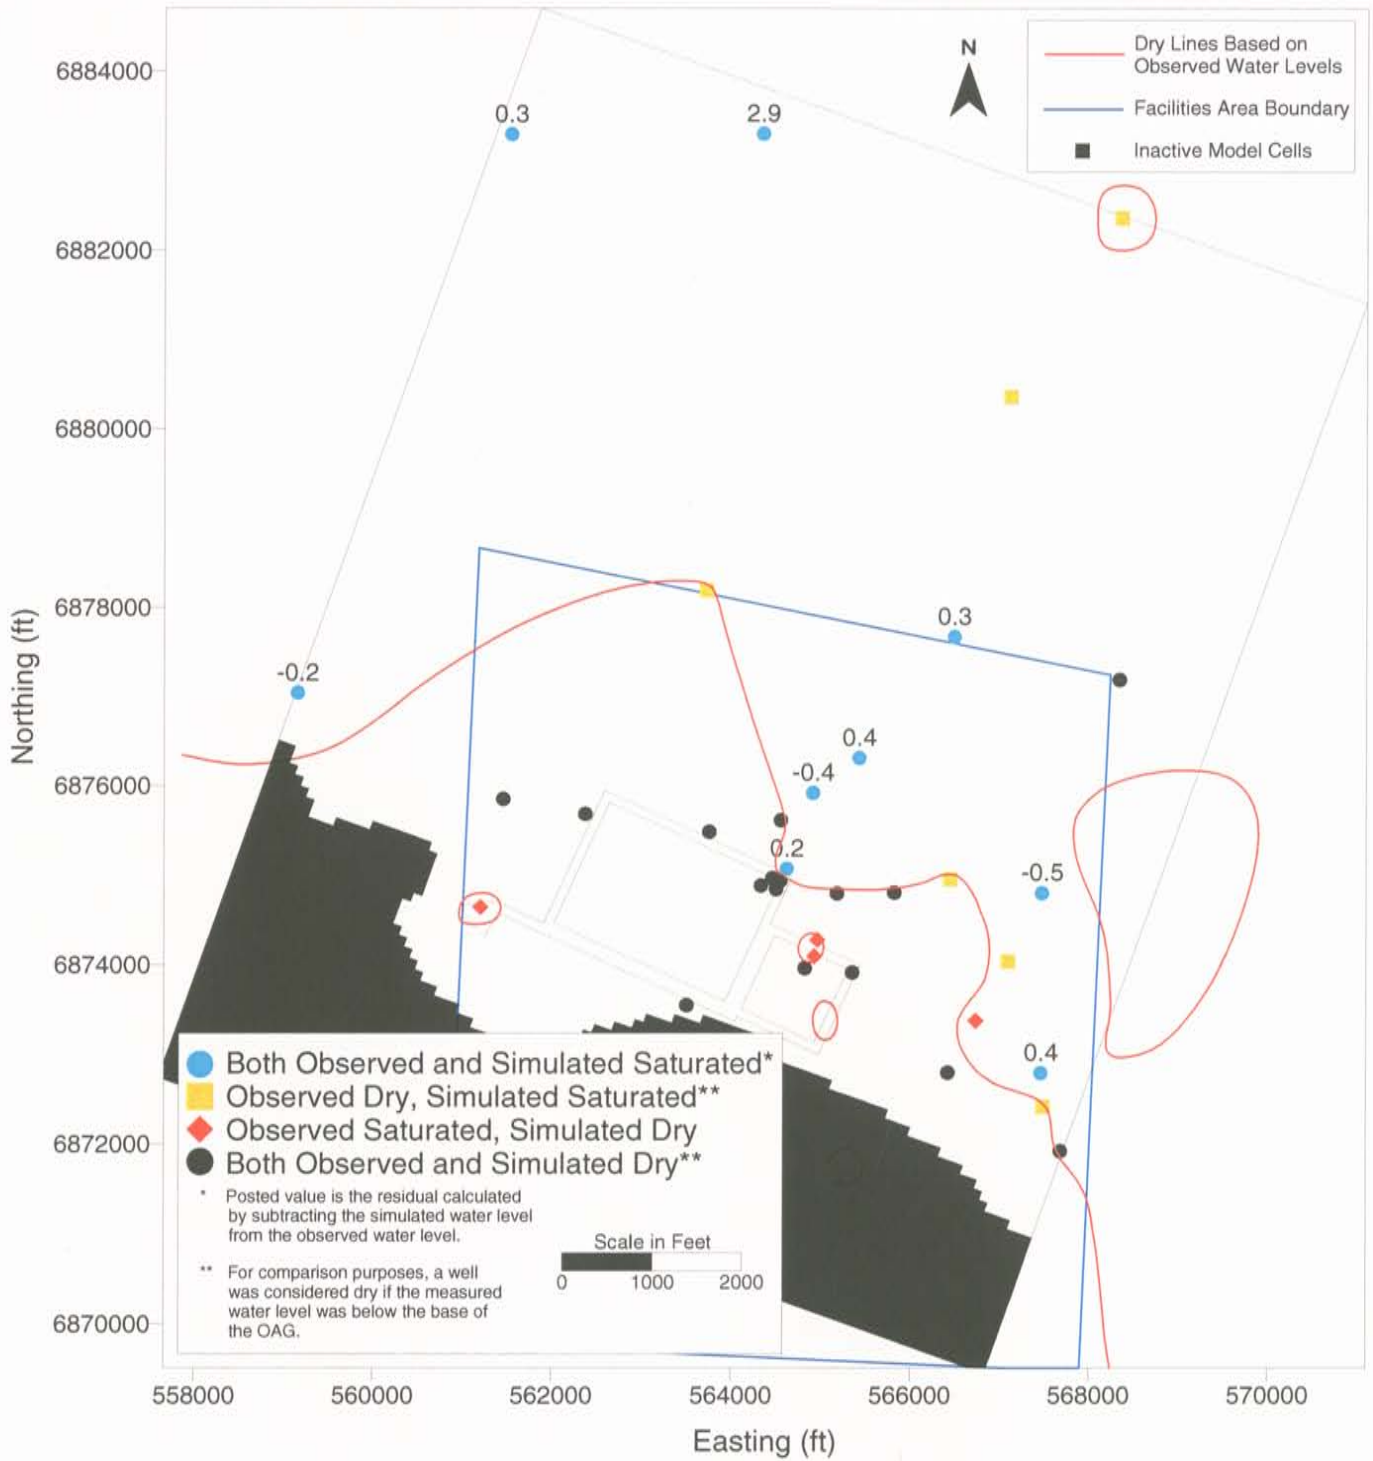 N
Dry Lines Based on
Observed Water Levels
Facilities Area Boundary
Inactive Model Cells
6884000
6882000
6880000
6878000
6876000
6874000
6872000
6870000
Northing (ft)
0.3
2.9
0.3
-0.2
0.4
-0.4
0.2
-0.5
0.4
Both Observed and Simulated Saturated*
Observed Dry, Simulated Saturated**
Observed Saturated, Simulated Dry
Both Observed and Simulated Dry**
* Posted value is the residual calculated
by subtracting the simulated water level
from the observed water level.
** For comparison purposes, a well
was considered dry if the measured
water level was below the base of
the OAG.
Scale in Feet
0 1000 2000
558000 560000 562000 564000 566000 568000 570000
Easting (ft)